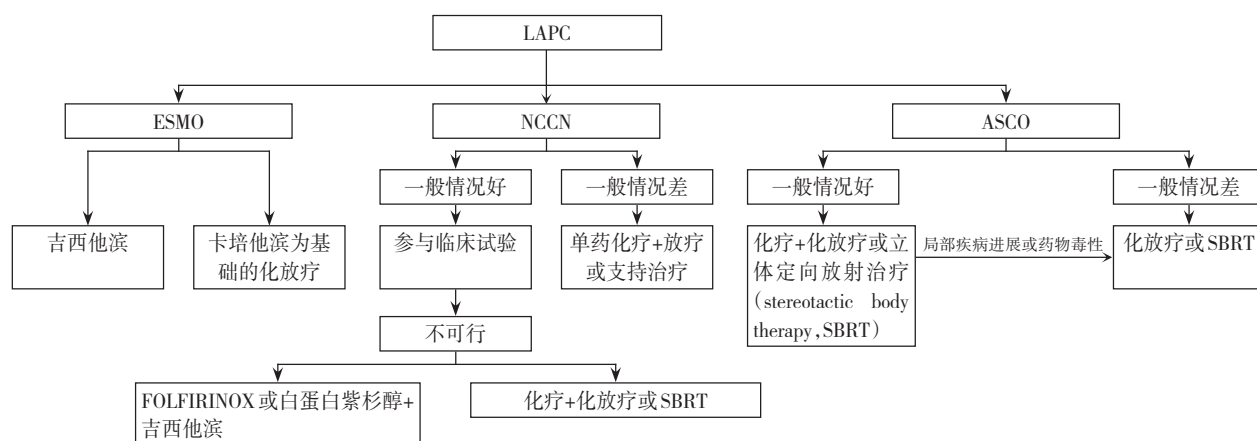 LAPC
ESMO
NCCN
ASCO
一般情况好
一般情况差
一般情况好
一般情况差
吉西他滨
卡培他滨为基
础的化放疗
参与临床试验
单药化疗+放疗
或支持治疗
化疗+化放疗或立
体定向放射治疗
(stereotactic body
therapy,SBRT)
局部疾病进展或药物毒性
化放疗或SBRT
不可行
FOLFIRINOX或白蛋白紫杉醇+
吉西他滨
化疗+化放疗或SBRT